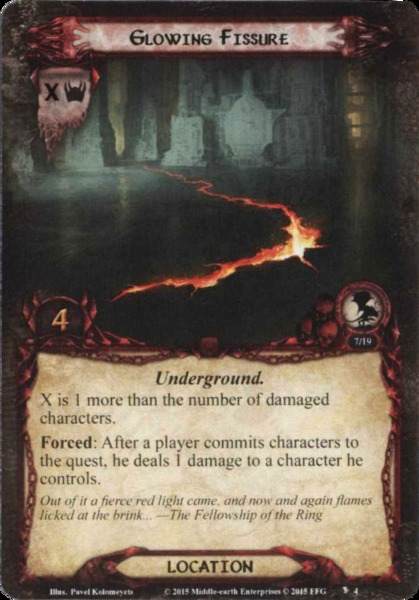 Glowing Fissure
X
4
7/19
Underground.
X is 1 more than the number of damaged
characters.
Forced: After a player commits characters to
the quest, he deals 1 damage to a character he
controls.
Out of it a fierce red light came, and now and again flames
licked at the brink... —The Fellowship of the Ring
LOCATION
Illus. Pavel Kolomeyets © 2015 Middle-earth Enterprises © 2015 FFG 4